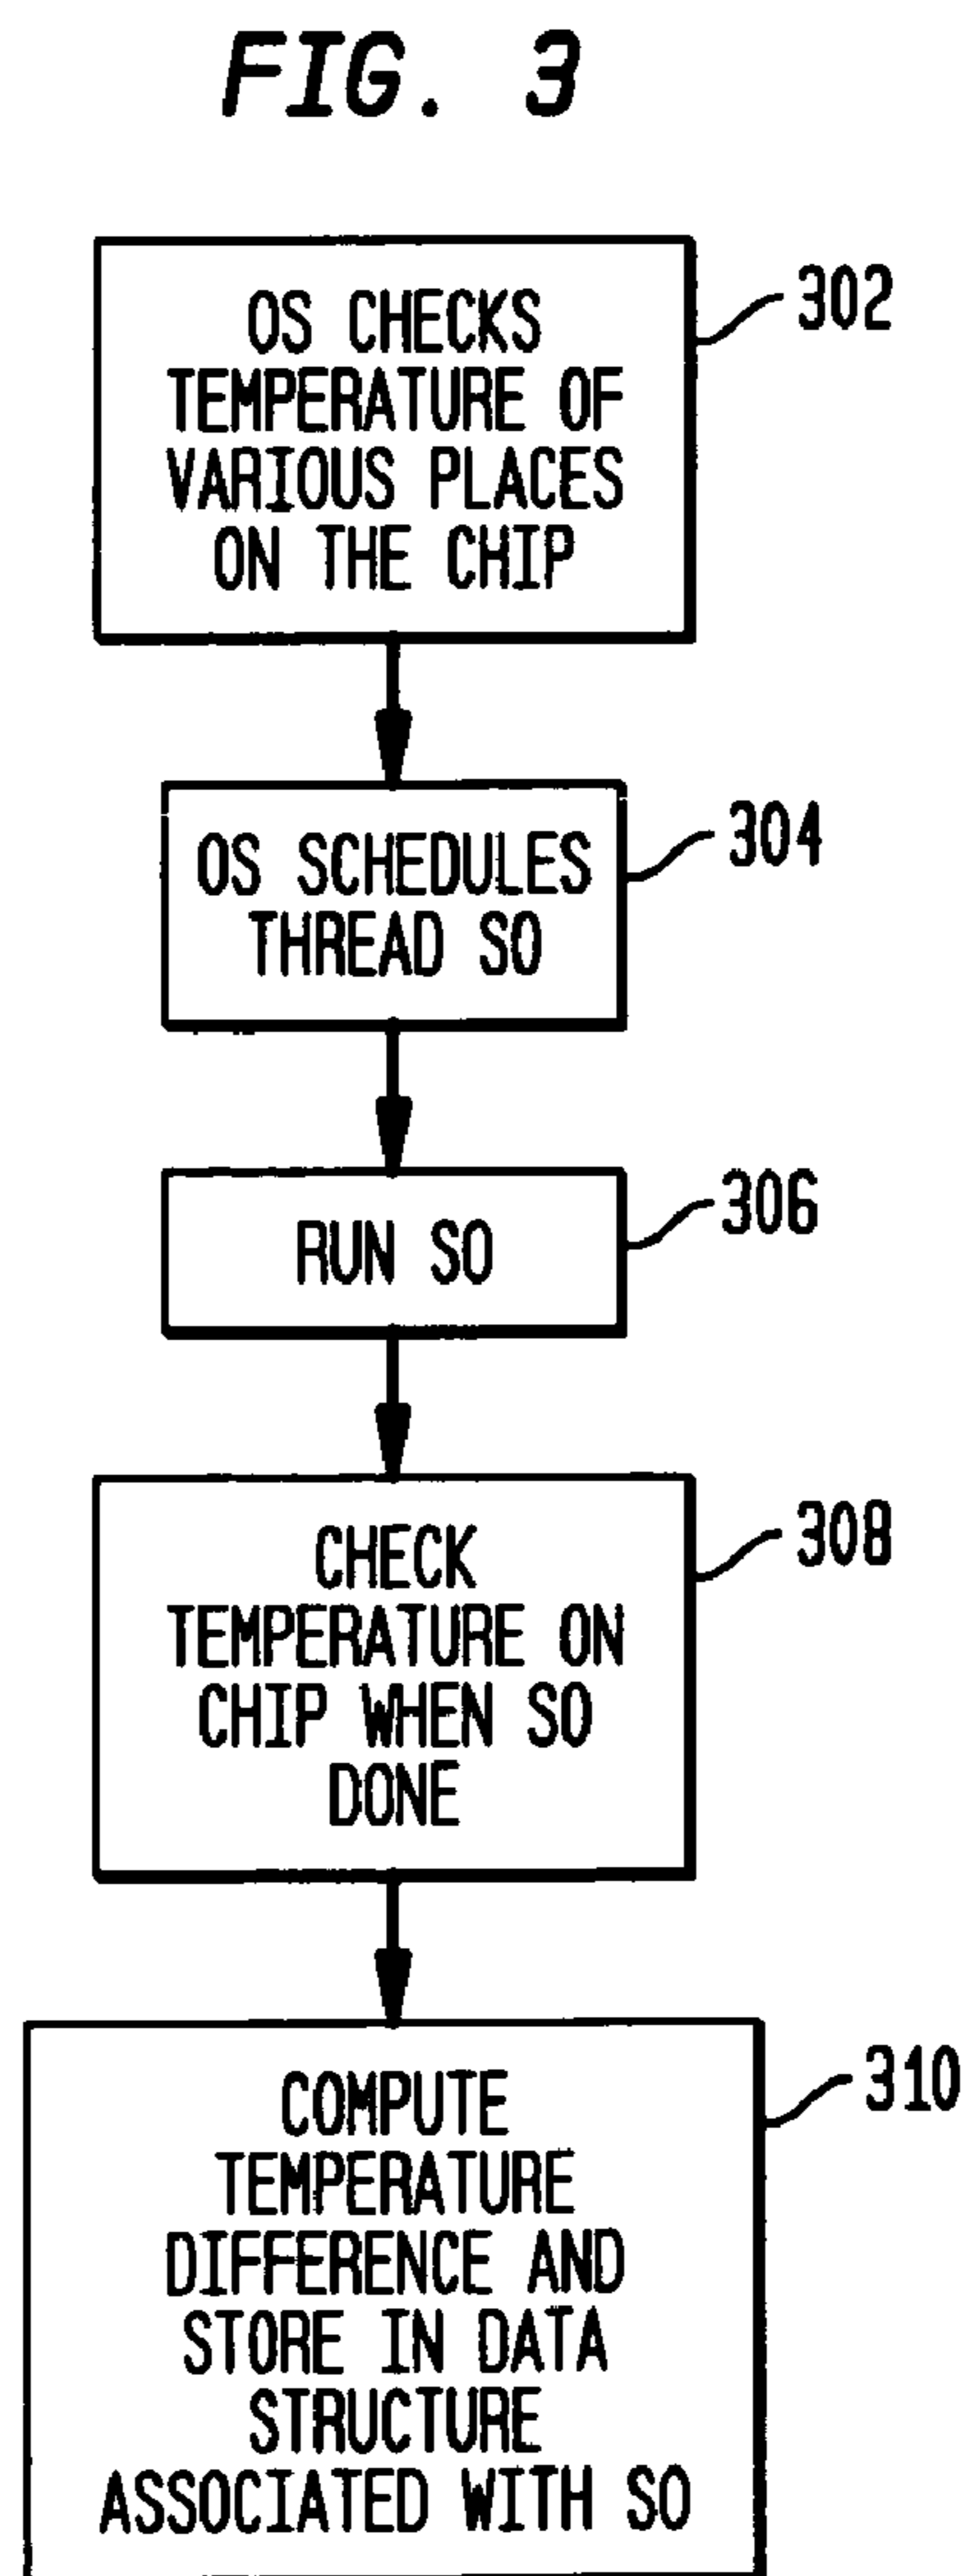 FIG. 3
302
OS CHECKS
TEMPERATURE OF
VARIOUS PLACES
ON THE CHIP
304
OS SCHEDULES
THREAD SO
306
RUN SO
308
CHECK
TEMPERATURE ON
CHIP WHEN SO
DONE
310
COMPUTE
TEMPERATURE
DIFFERENCE AND
STORE IN DATA
STRUCTURE
ASSOCIATED WITH SO